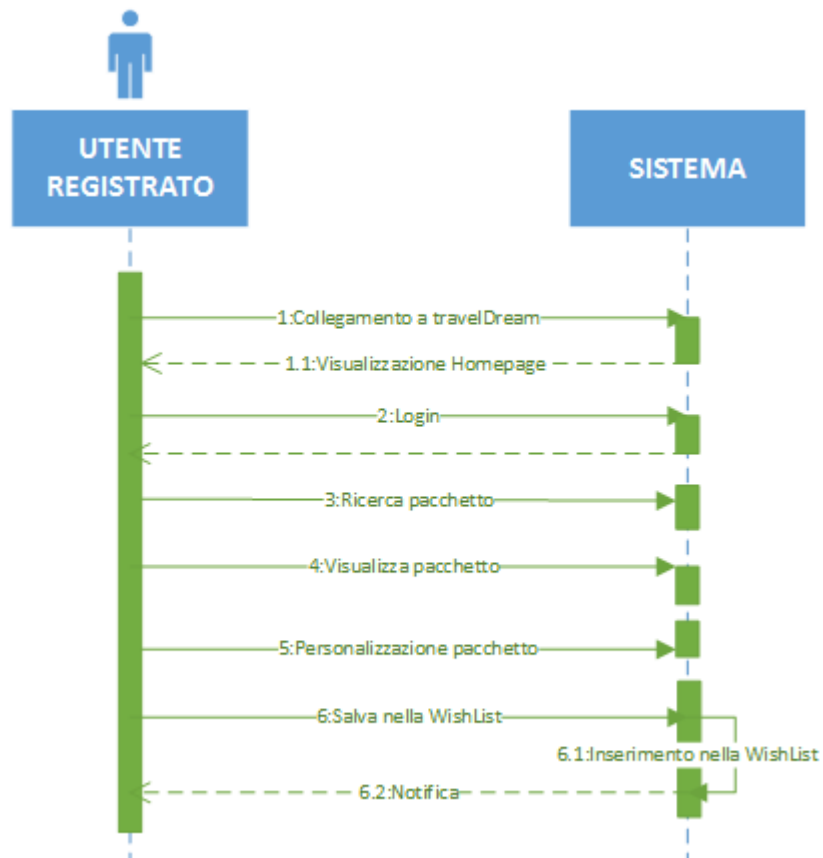 UTENTE
REGISTRATO
SISTEMA
1:Collegamento a travelDream
1.1:Visualizzazione Homepage
2:Login
3:Ricerca pacchetto
4:Visualizza pacchetto
5:Personalizzazione pacchetto
6:Salva nella WishList
6.1:Inserimento nella WishList
6.2:Notifica